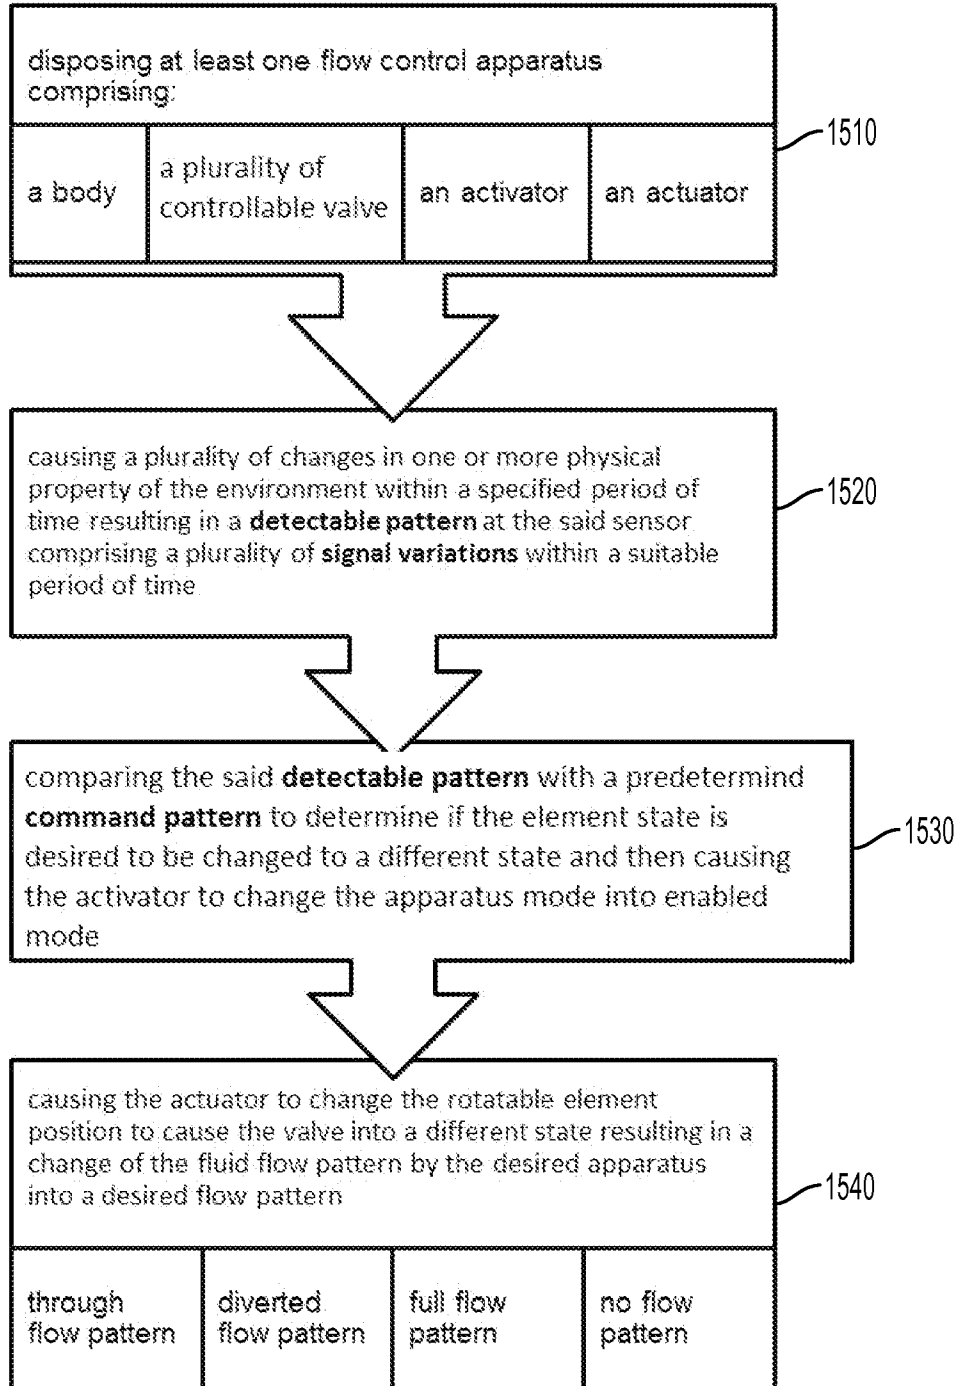 disposing at least one flow control apparatus
comprising:
1510
a body
a plurality of
controllable valve
an activator
an actuator
causing a plurality of changes in one or more physical
property of the environment within a specified period of
time resulting in a detectable pattern at the said sensor
comprising a plurality of signal variations within a suitable
period of time
1520
comparing the said detectable pattern with a predetermind
command pattern to determine if the element state is
desired to be changed to a different state and then causing
the activator to change the apparatus mode into enabled
mode
1530
causing the actuator to change the rotatable element
position to cause the valve into a different state resulting in a
change of the fluid flow pattern by the desired apparatus
into a desired flow pattern
1540
through
flow pattern
diverted
flow pattern
full flow
pattern
no flow
pattern